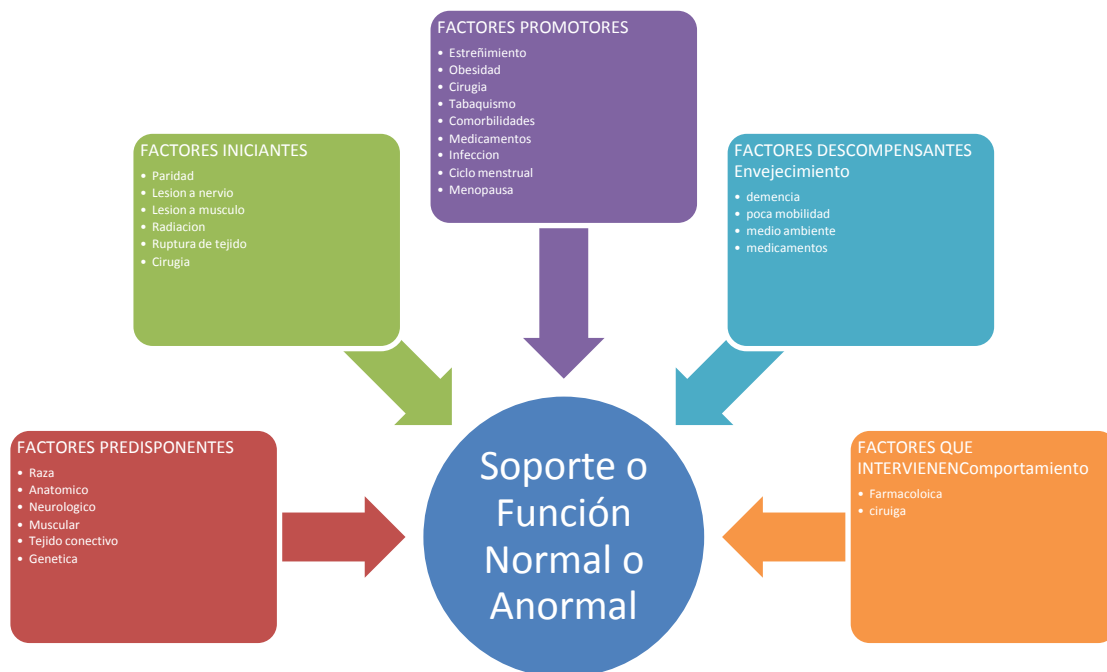 FACTORES PROMOTORES
• Estreñimiento
• Obesidad
• Cirugia
• Tabaquismo
• Comorbilidades
• Medicamentos
• Infeccion
• Ciclo menstrual
• Menopausa
FACTORES INICIANTES
• Paridad
• Lesion a nervio
• Lesion a musculo
• Radiacion
• Ruptura de tejido
• Cirugia
FACTORES DESCOMPENSANTES
Envejecimiento
• demencia
• poca mobilidad
• medio ambiente
• medicamentos
FACTORES PREDISPONENTES
• Raza
• Anatomico
• Neurologico
• Muscular
• Tejido conectivo
• Genetica
Soporte o
Función
Normal o
Anormal
FACTORES QUE
INTERVIENENComportamiento
• Farmacoloica
• ciruiga